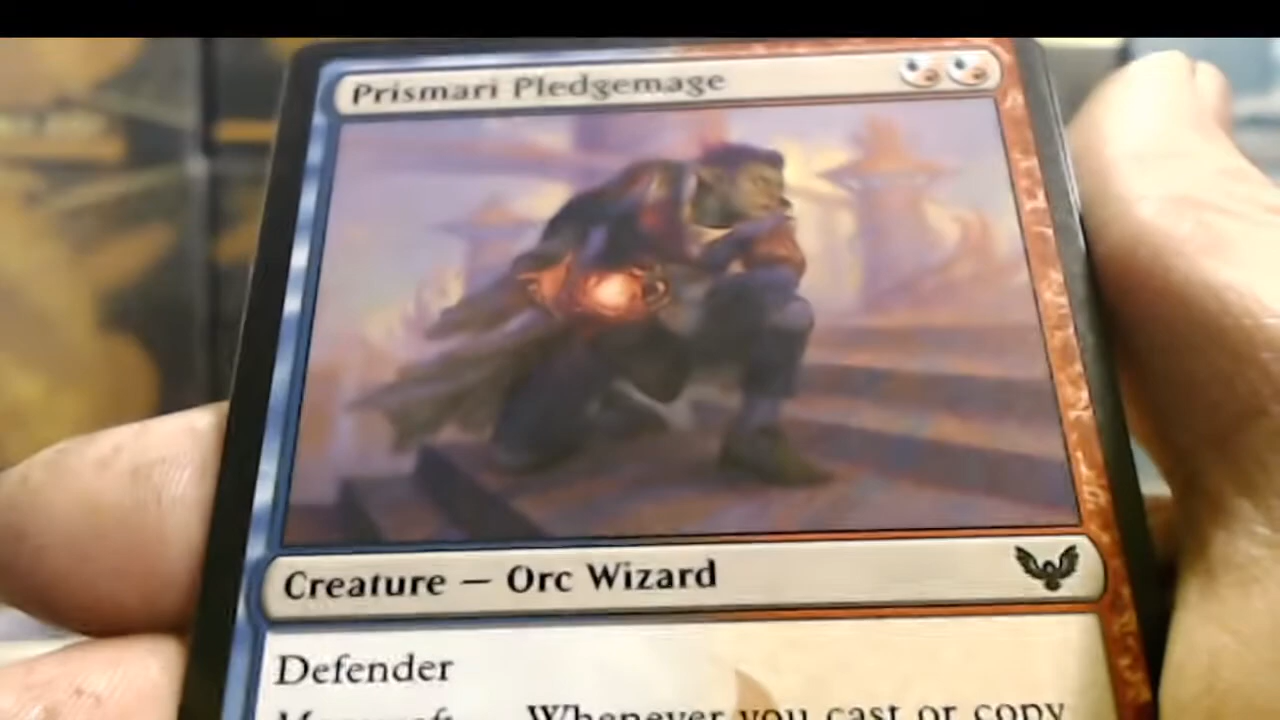 Prismari Pledgemage
Creature — Orc Wizard
Defender
Whenever you cast or copy